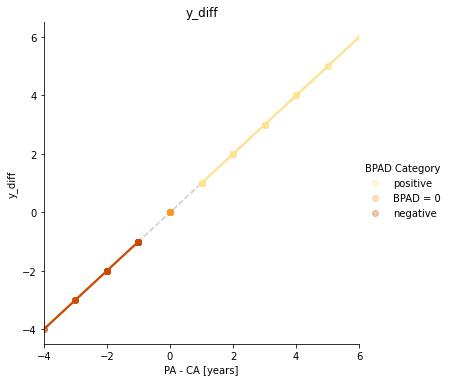 y_diff
6
4
2
0
−2
−4
y_diff
−4
−2
0
2
4
6
PA - CA [years]
BPAD Category
positive
BPAD = 0
negative